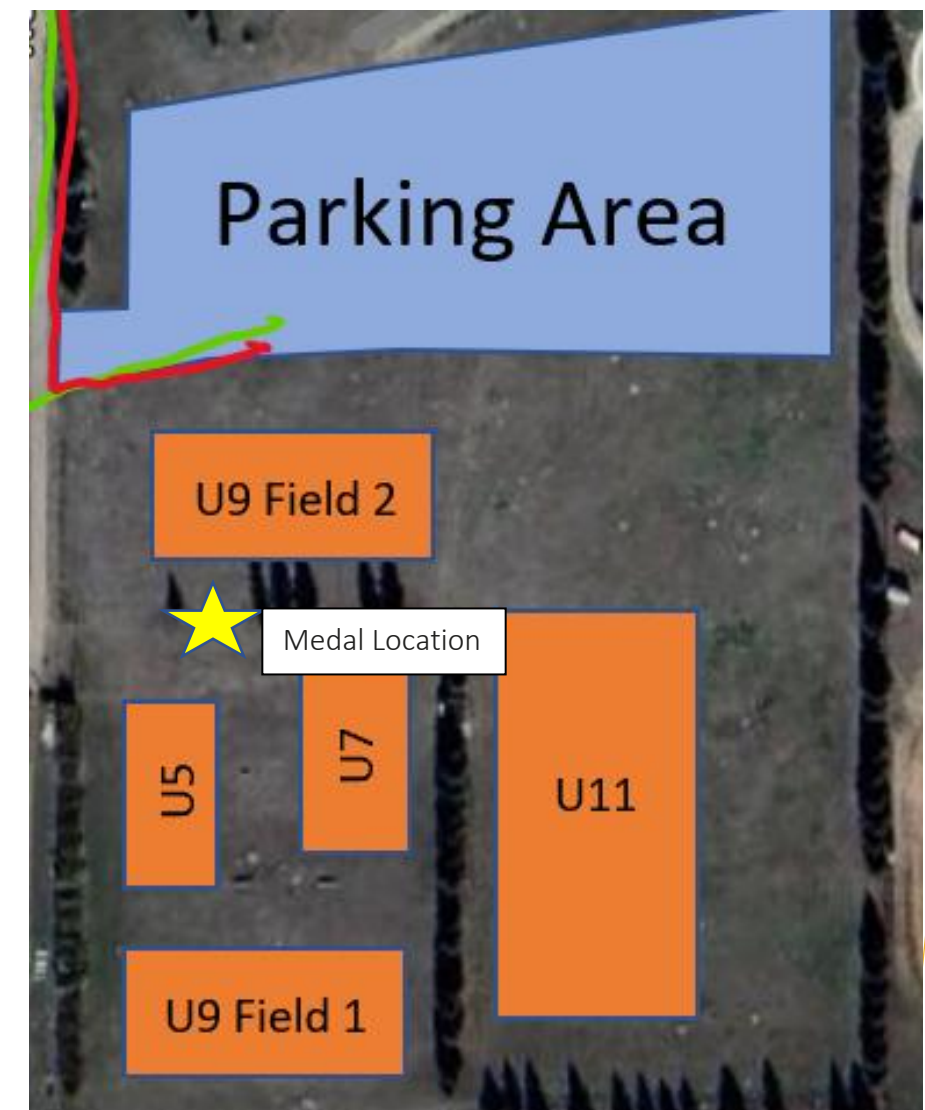 Parking Area
U9 Field 2
Medal Location
U7
U5
U11
U9 Field 1